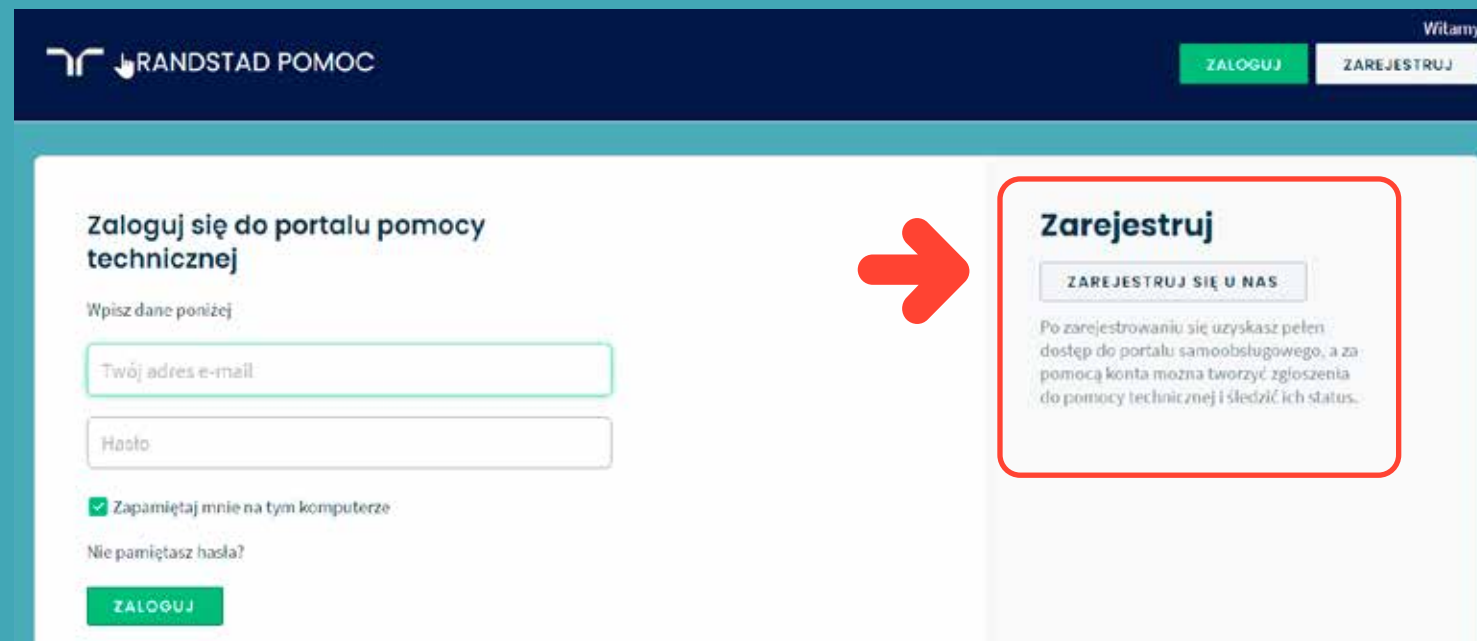 Witamy
RANDSTAD POMOC
ZALOGUJ
ZAREJESTRUJ
Zaloguj się do portalu pomocy
technicznej
Wpisz dane poniżej
Twój adres e-mail
Hasło
Zapamiętaj mnie na tym komputerze
Nie pamiętasz hasła?
ZALOGUJ
Zarejestruj
ZAREJESTRUJ SIĘ U NAS
Po zarejestrowaniu się uzyskasz pełen
dostęp do portalu samoobsługowego, a za
pomocą konta można tworzyć zgłoszenia
do pomocy technicznej i śledzić ich status.